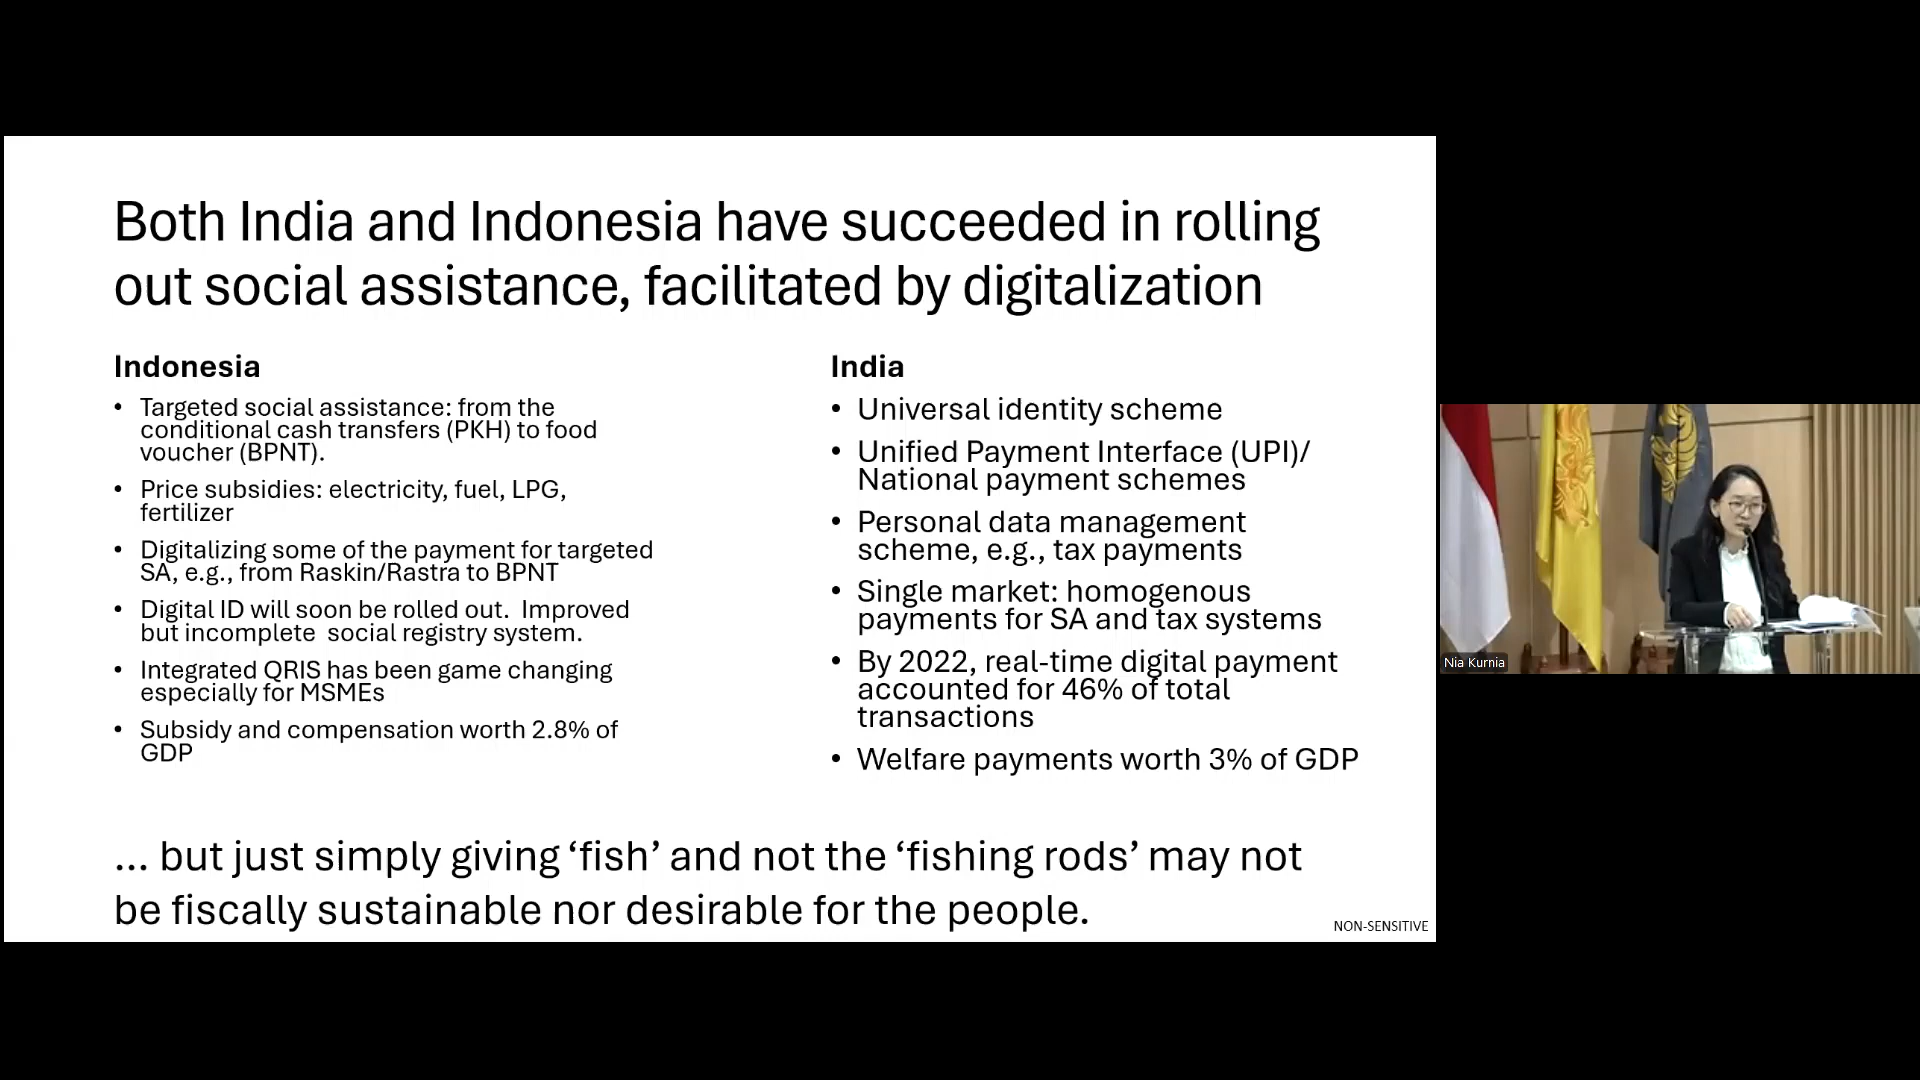 Both India and Indonesia have succeeded in rolling
out social assistance, facilitated by digitalization
Indonesia
• Targeted social assistance: from the
conditional cash transfers (PKH) to food
voucher (BPNT).
• Price subsidies: electricity, fuel, LPG,
fertilizer
• Digitalizing some of the payment for targeted
SA, e.g., from Raskin/Rastra to BPNT
• Digital ID will soon be rolled out.  Improved
but incomplete  social registry system.
• Integrated QRIS has been game changing
especially for MSMEs
• Subsidy and compensation worth 2.8% of
GDP
India
• Universal identity scheme
• Unified Payment Interface (UPI)/
National payment schemes
• Personal data management
scheme, e.g., tax payments
• Single market: homogenous
payments for SA and tax systems
• By 2022, real-time digital payment
accounted for 46% of total
transactions
• Welfare payments worth 3% of GDP
... but just simply giving ‘fish’ and not the ‘fishing rods’ may not
be fiscally sustainable nor desirable for the people.
NON-SENSITIVE
Nia Kurnia